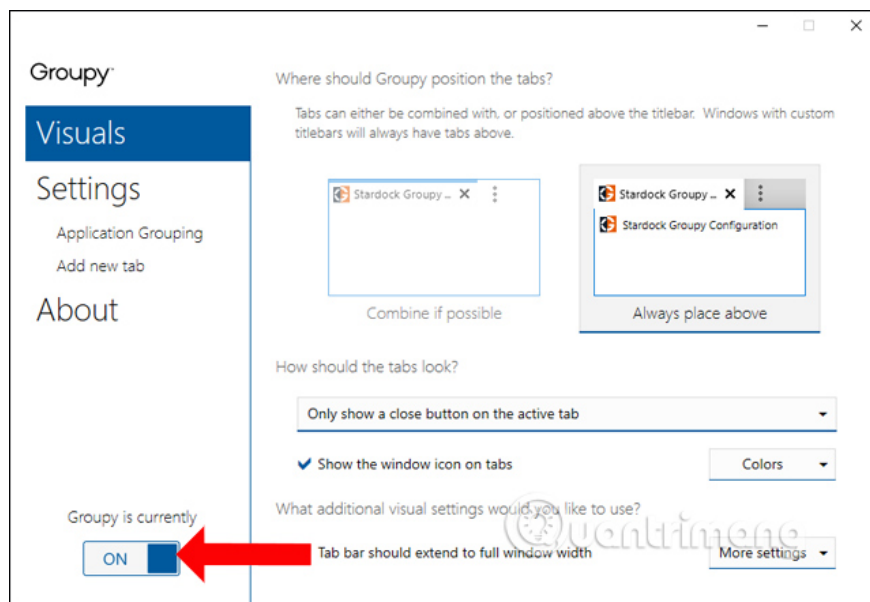 Groupy™
Visuals
Settings
Application Grouping
Add new tab
About
Groupy is currently
ON
Where should Groupy position the tabs?
Tabs can either be combined with, or positioned above the titlebar. Windows with custom
titlebars will always have tabs above.
Stardock Groupy ...
Combine if possible
Stardock Groupy ...
Stardock Groupy Configuration
Always place above
How should the tabs look?
Only show a close button on the active tab
Show the window icon on tabs
Colors
What additional visual settings would you like to use?
Tab bar should extend to full window width
More settings
Quantrimang